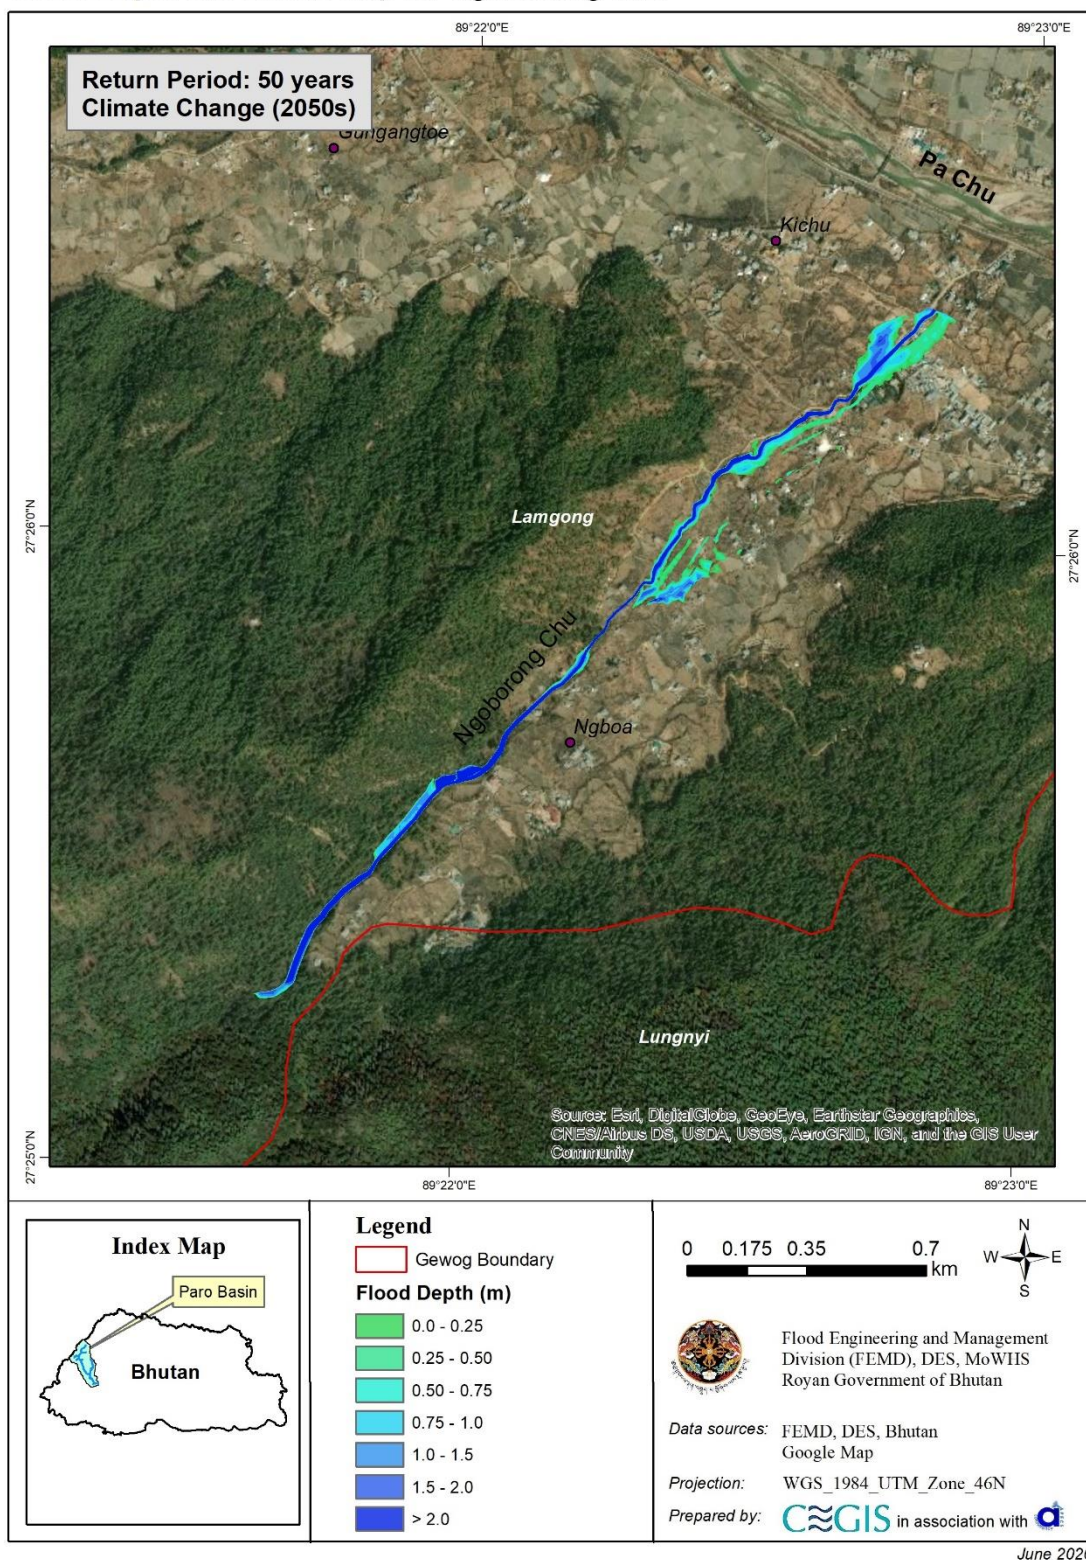 89°22'0"E
89°23'0"E
Return Period: 50 years
Climate Change (2050s)
Gungangtoe
Pa Chu
Kichu
27°26'0"N
Lamgong
27°26'0"N
Ngoborong Chu
Ngboa
Lungnyi
Source: Esri, DigitalGlobe, GeoEye, Earthstar Geographics,
CNES/Airbus DS, USDA, USGS, AeroGRID, IGN, and the GIS User
Community
27°25'0"N
89°22'0"E
89°23'0"E
Index Map
Paro Basin
Bhutan
Legend
Gewog Boundary
Flood Depth (m)
0.0 - 0.25
0.25 - 0.50
0.50 - 0.75
0.75 - 1.0
1.0 - 1.5
1.5 - 2.0
> 2.0
0 0.175 0.35 0.7
km
N
W E
S
Flood Engineering and Management
Division (FEMD), DES, MoWHS
Royan Government of Bhutan
Data sources: FEMD, DES, Bhutan
Google Map
Projection: WGS_1984_UTM_Zone_46N
Prepared by: CEGIS in association with
June 2020